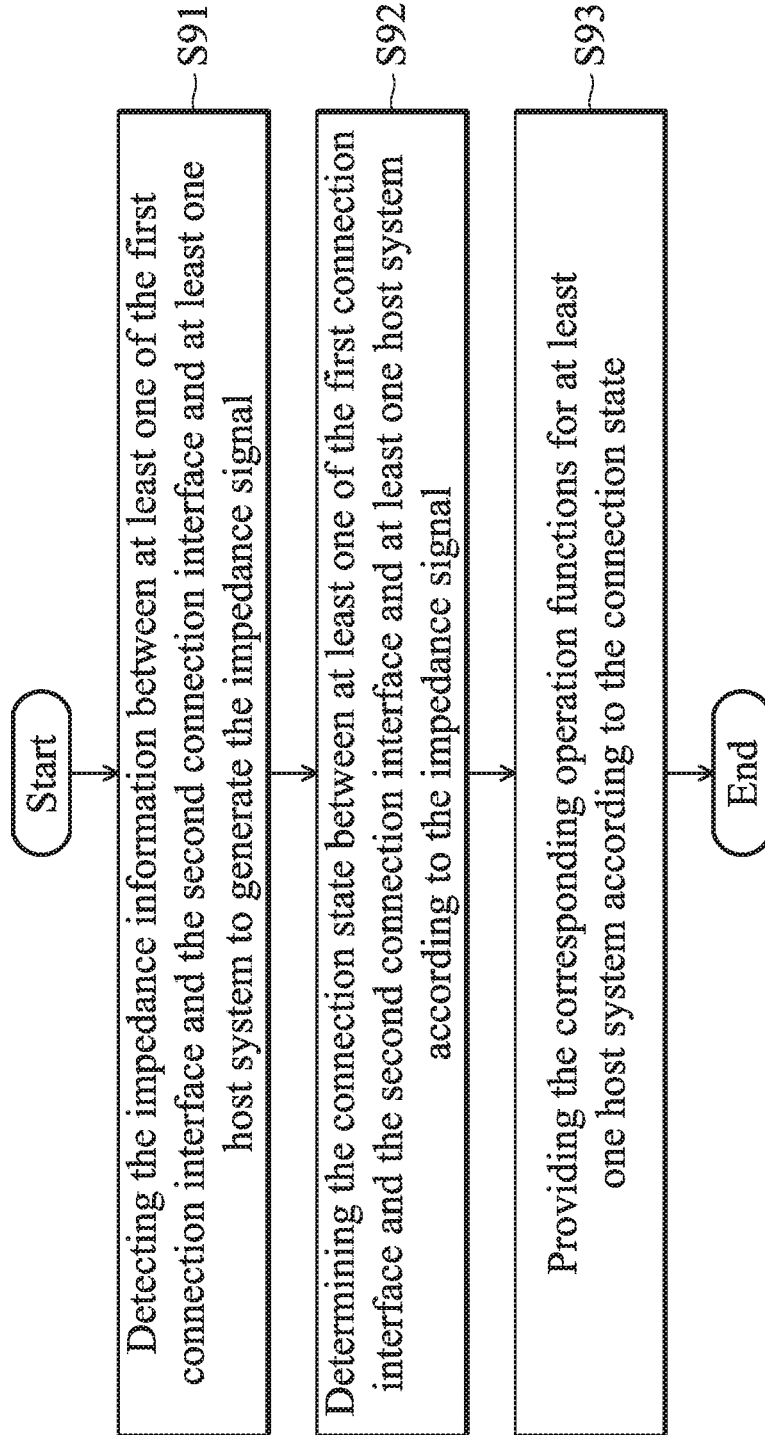 Start
Detecting the impedance information between at least one of the first
connection interface and the second connection interface and at least one
host system to generate the impedance signal
S91
Determining the connection state between at least one of the first connection
interface and the second connection interface and at least one host system
according to the impedance signal
S92
Providing the corresponding operation functions for at least
one host system according to the connection state
S93
End